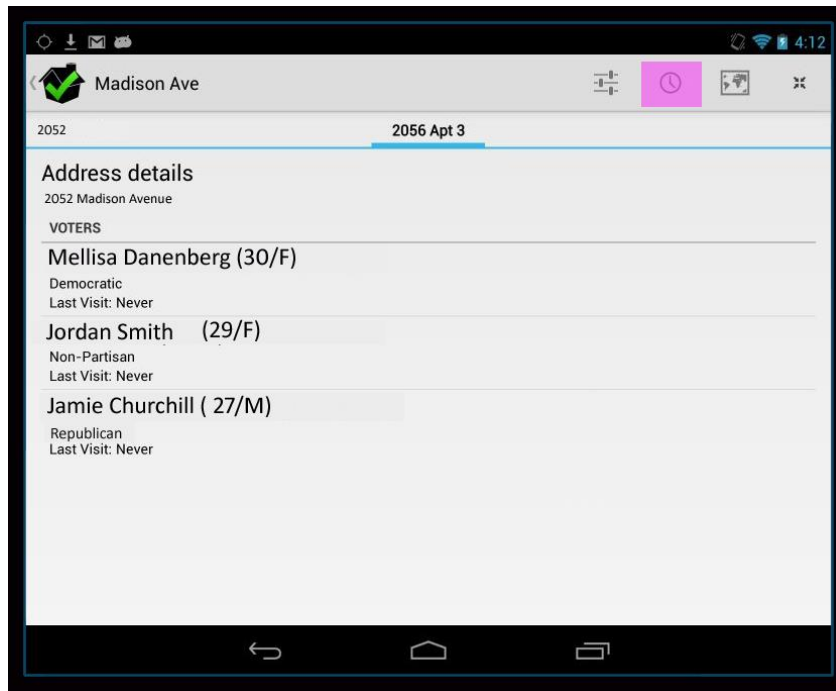 4:12
Madison Ave
2052 2056 Apt 3
Address details
2052 Madison Avenue
VOTERS
Mellisa Danenberg (30/F)
Democratic
Last Visit: Never
Jordan Smith (29/F)
Non-Partisan
Last Visit: Never
Jamie Churchill ( 27/M)
Republican
Last Visit: Never